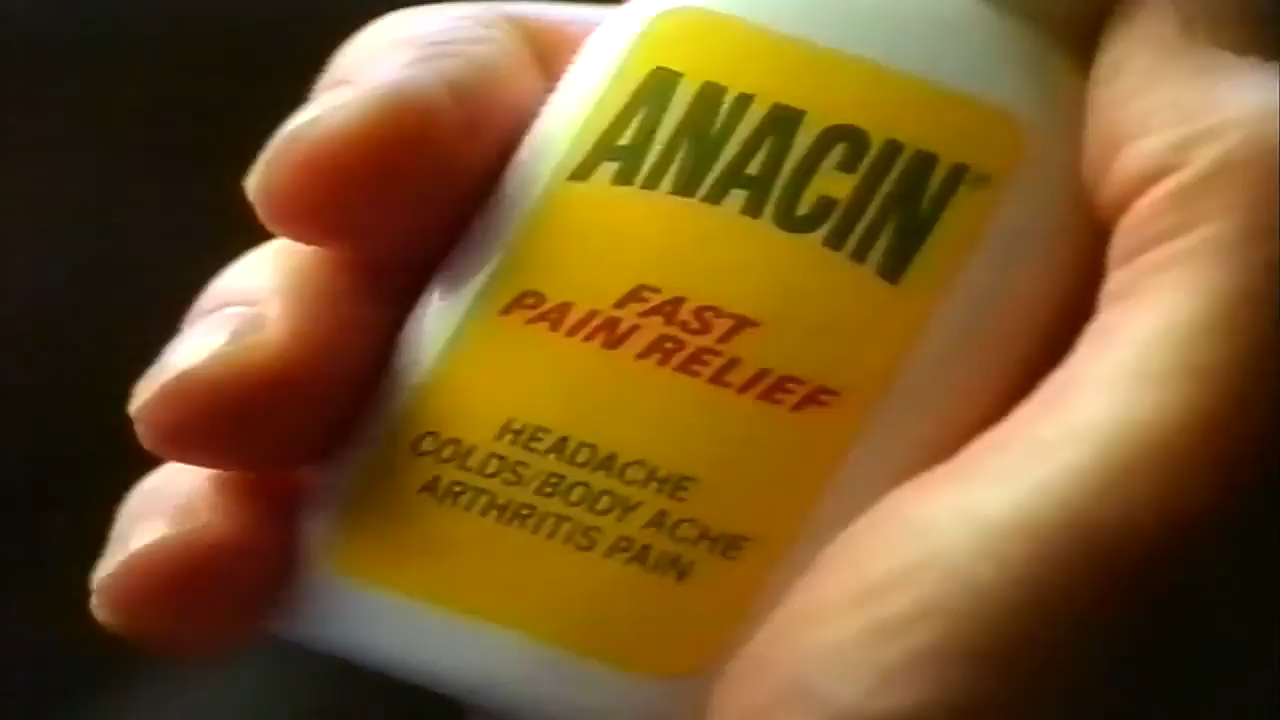 ANACIN
FAST
PAIN RELIEF
HEADACHE
COLDS/BODY ACHE
ARTHRITIS PAIN